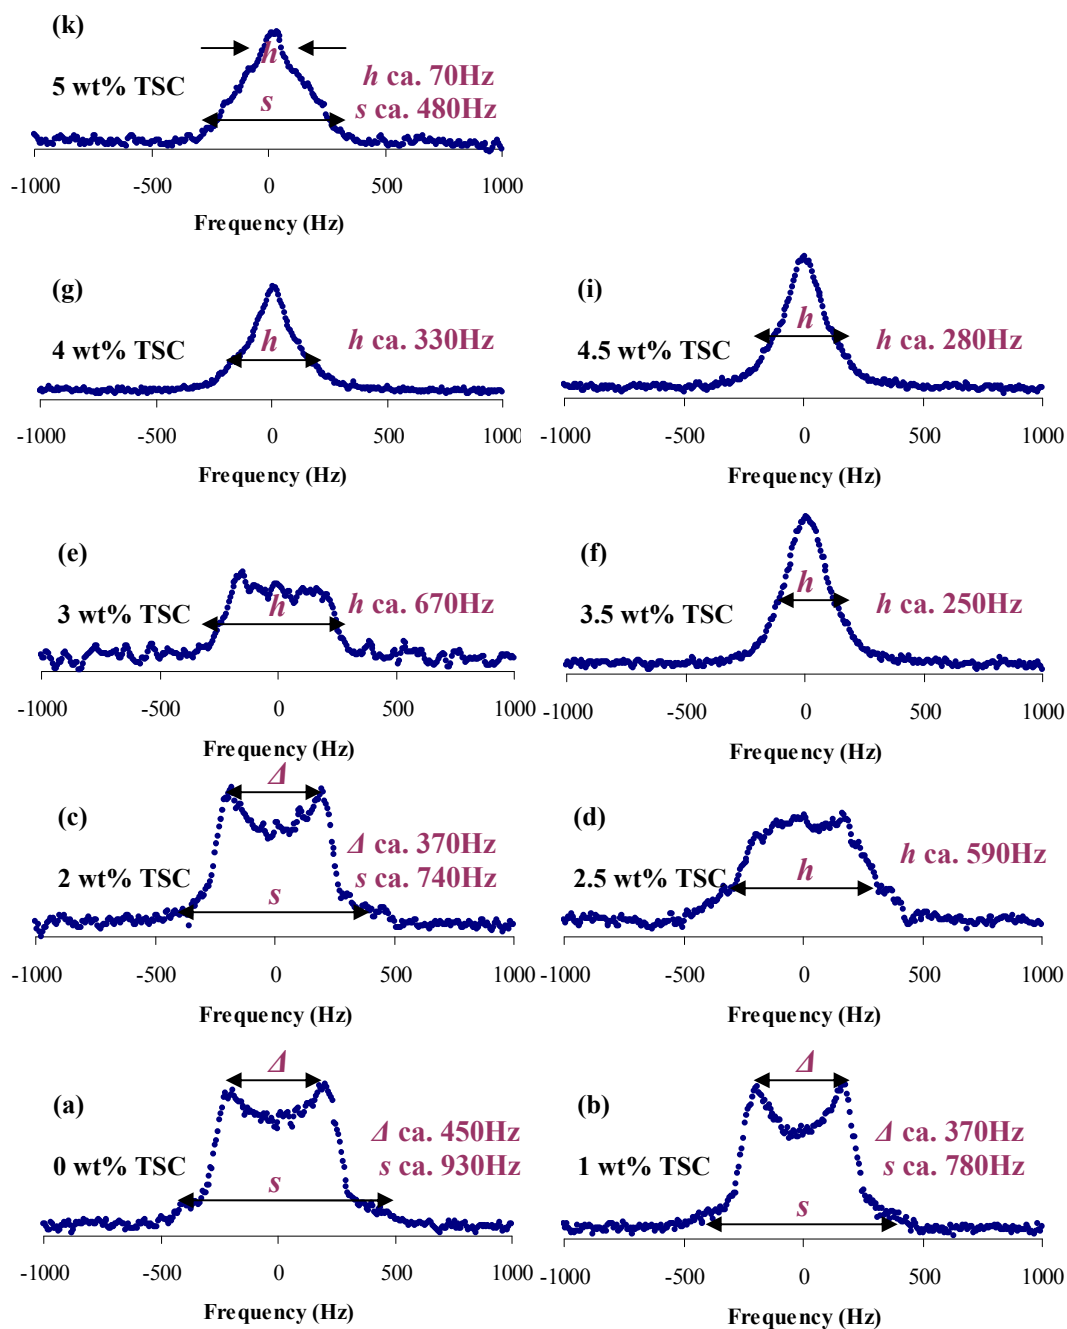 (k)
5 wt% TSC
h
s
h ca. 70Hz
s ca. 480Hz
-1000 -500 0 500 1000
Frequency (Hz)
(g)
4 wt% TSC
h
h ca. 330Hz
-1000 -500 0 500 1000
Frequency (Hz)
(i)
4.5 wt% TSC
h
h ca. 280Hz
-1000 -500 0 500 1000
Frequency (Hz)
(e)
3 wt% TSC
h
h ca. 670Hz
-1000 -500 0 500 1000
Frequency (Hz)
(f)
3.5 wt% TSC
h
h ca. 250Hz
-1000 -500 0 500 1000
Frequency (Hz)
(c)
2 wt% TSC
Δ
s
Δ ca. 370Hz
s ca. 740Hz
-1000 -500 0 500 1000
Frequency (Hz)
(d)
2.5 wt% TSC
h
h ca. 590Hz
-1000 -500 0 500 1000
Frequency (Hz)
(a)
0 wt% TSC
Δ
s
Δ ca. 450Hz
s ca. 930Hz
-1000 -500 0 500 1000
Frequency (Hz)
(b)
1 wt% TSC
Δ
s
Δ ca. 370Hz
s ca. 780Hz
-1000 -500 0 500 1000
Frequency (Hz)